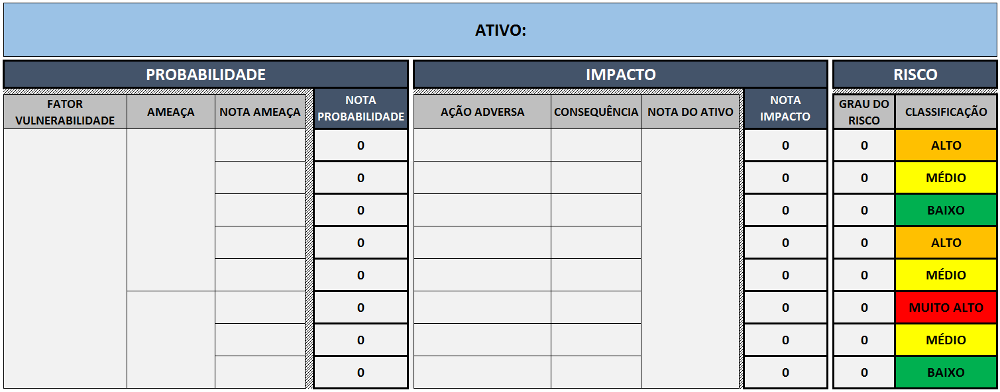 ATIVO:
PROBABILIDADE IMPACTO RISCO
FATOR VULNERABILIDADE AMEAÇA NOTA AMEAÇA NOTA PROBABILIDADE AÇÃO ADVERSA CONSEQUÊNCIA NOTA DO ATIVO NOTA IMPACTO GRAU DO RISCO CLASSIFICAÇÃO
0 0 0 ALTO
0 0 0 MÉDIO
0 0 0 BAIXO
0 0 0 ALTO
0 0 0 MÉDIO
0 0 0 MUITO ALTO
0 0 0 MÉDIO
0 0 0 BAIXO